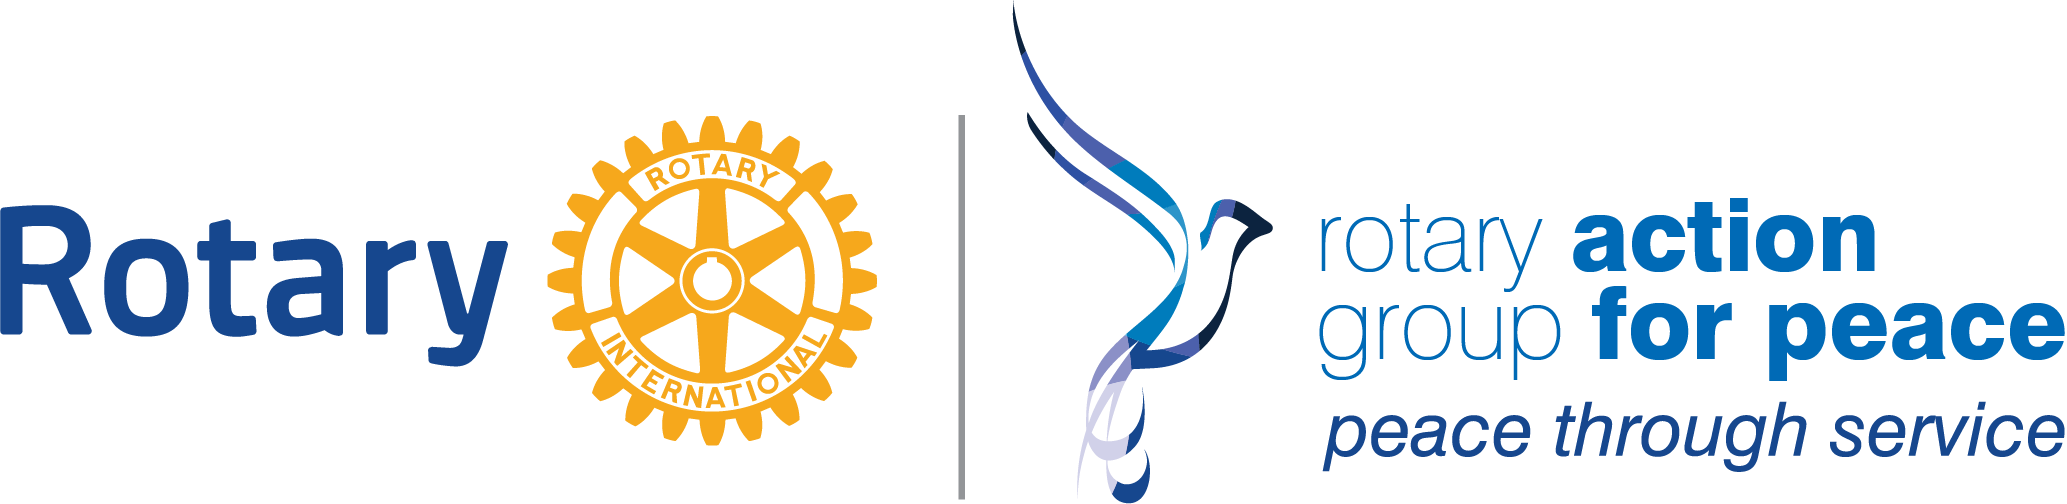 Rotary
ROTARY
INTERNATIONAL
rotary action
group for peace
peace through service